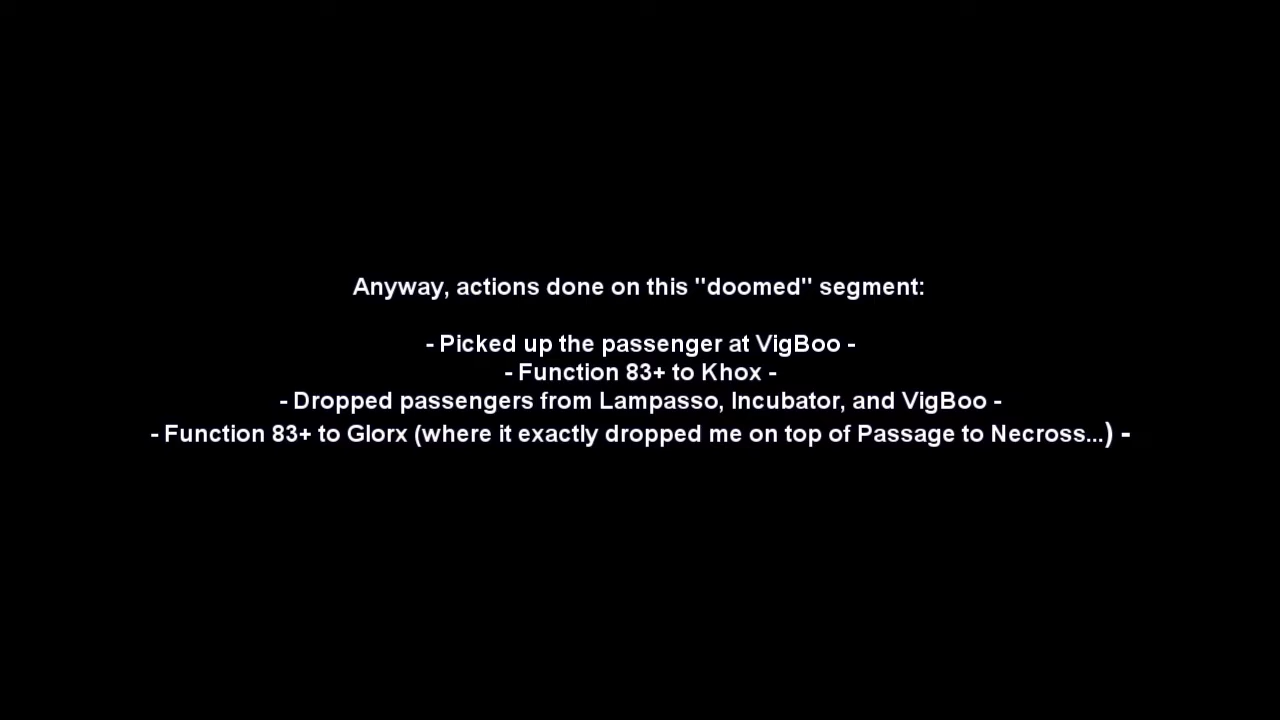 Anyway, actions done on this "doomed" segment:
- Picked up the passenger at VigBoo -
- Function 83+ to Khox -
- Dropped passengers from Lampasso, Incubator, and VigBoo -
- Function 83+ to Glorx (where it exactly dropped me on top of Passage to Necross...) -